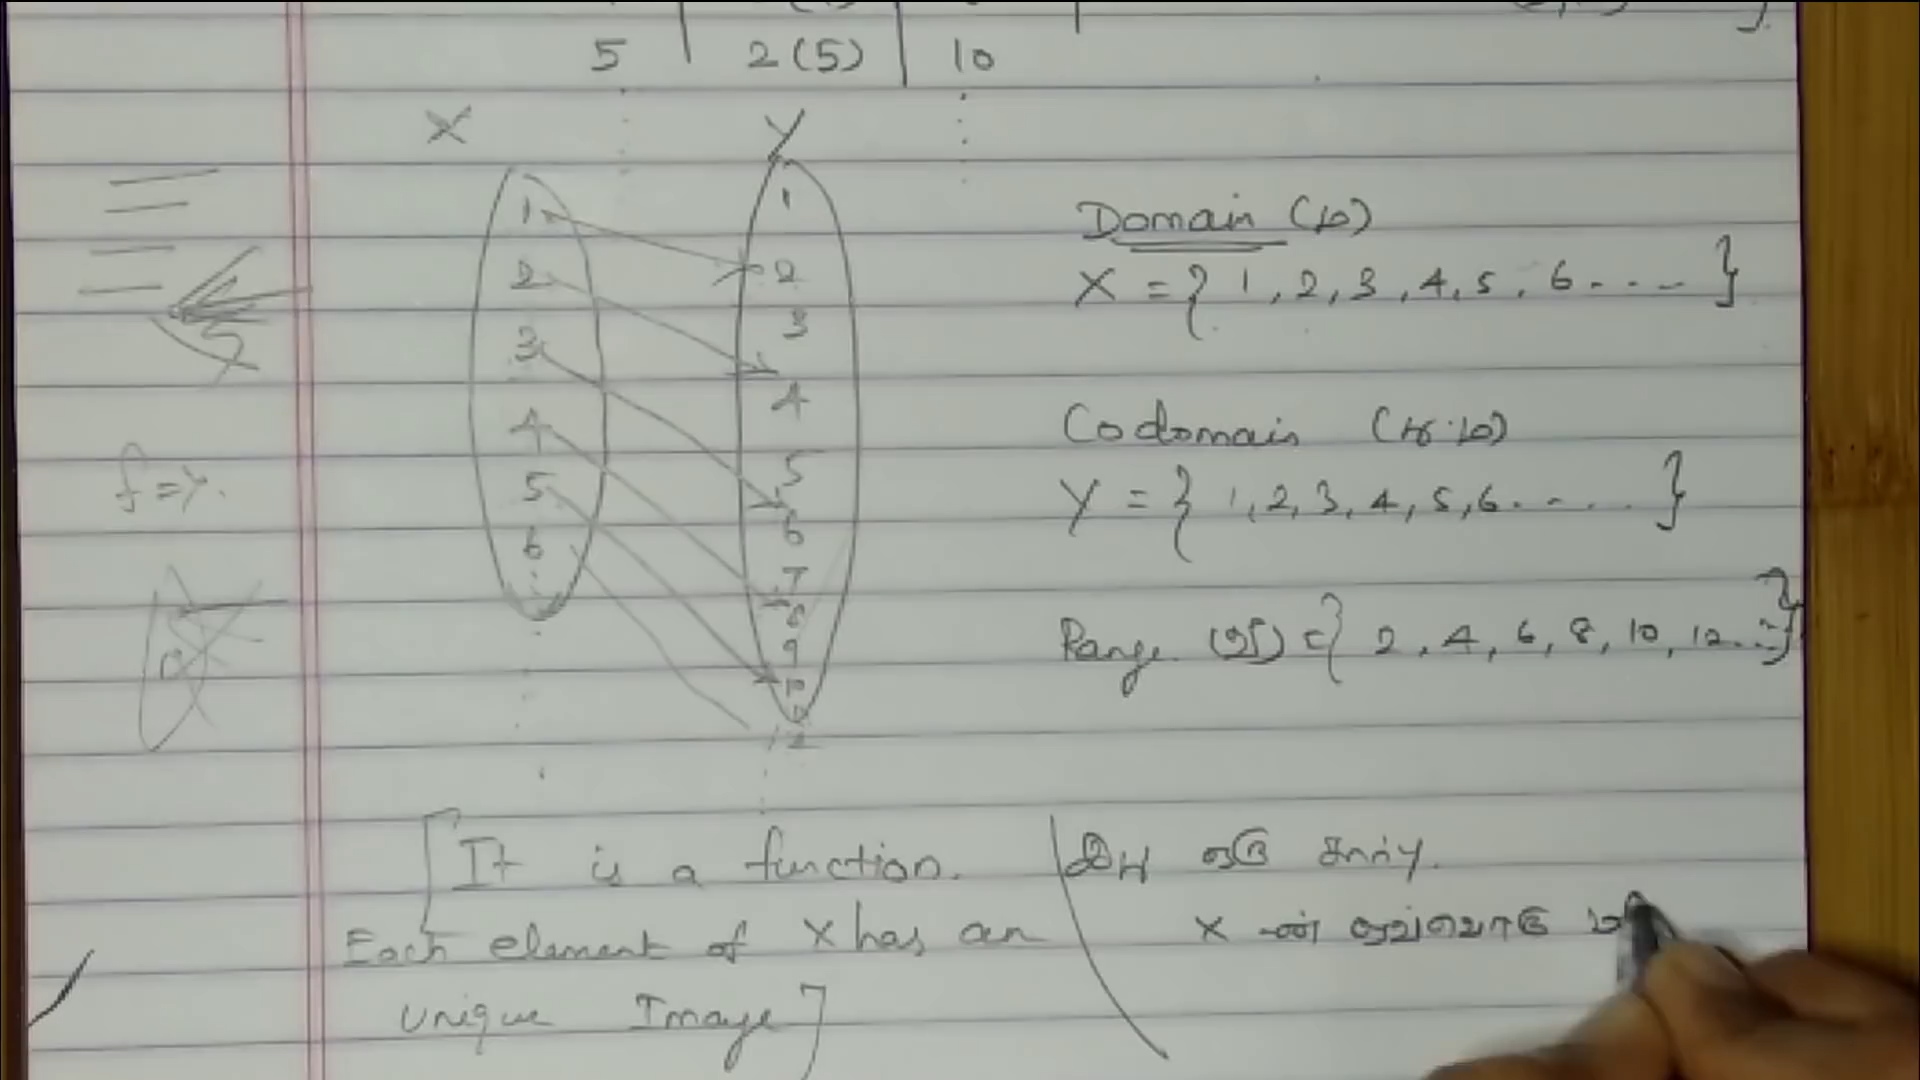 5 | 2(5) | 10
X Y
1 1
2 2
3 3
4 4
5 5
6 6
7
8
9
10
12
f = y.
Domain (ம)
X = { 1, 2, 3, 4, 5, 6.... }
Codomain (து.ம)
Y = { 1, 2, 3, 4, 5, 6..... }
Range (வீ) = { 2, 4, 6, 8, 10, 12...}
[It is a function.
Each element of X has an
unique Image]
இது ஒரு சார்பு.
X ன் ஒவ்வொரு